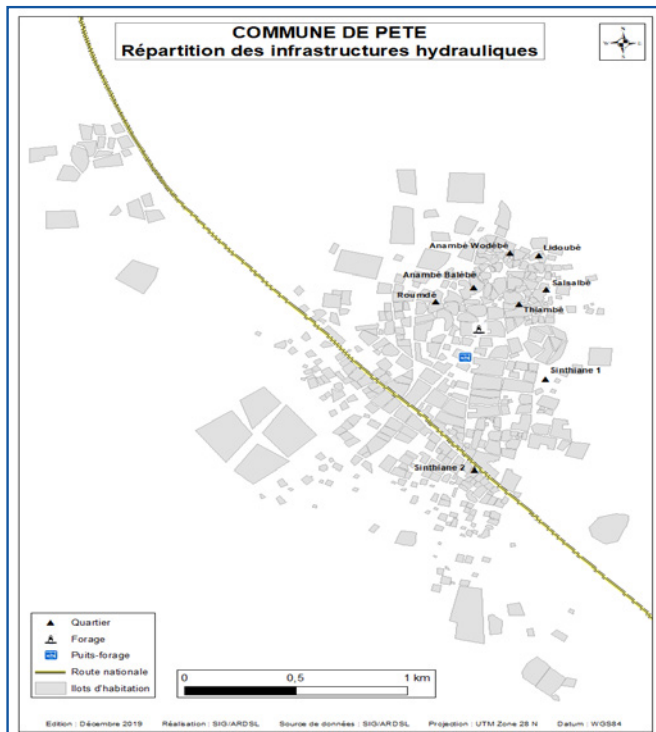 COMMUNE DE PETE
Répartition des infrastructures hydrauliques
N
W
E
S
Anambé Wodébé
Lidoubé
Anambé Balébé
Salsalbé
Roumdé
Thiambé
Sinthiane 1
Sinthiane 2
Quartier
Forage
Puits-forage
Route nationale
Ilots d'habitation
0
0,5
1 km
Edition : Décembre 2019 Réalisation : SIG/ARDSL Source de données : SIG/ARDSL Projection : UTM Zone 28 N Datum : WGS84